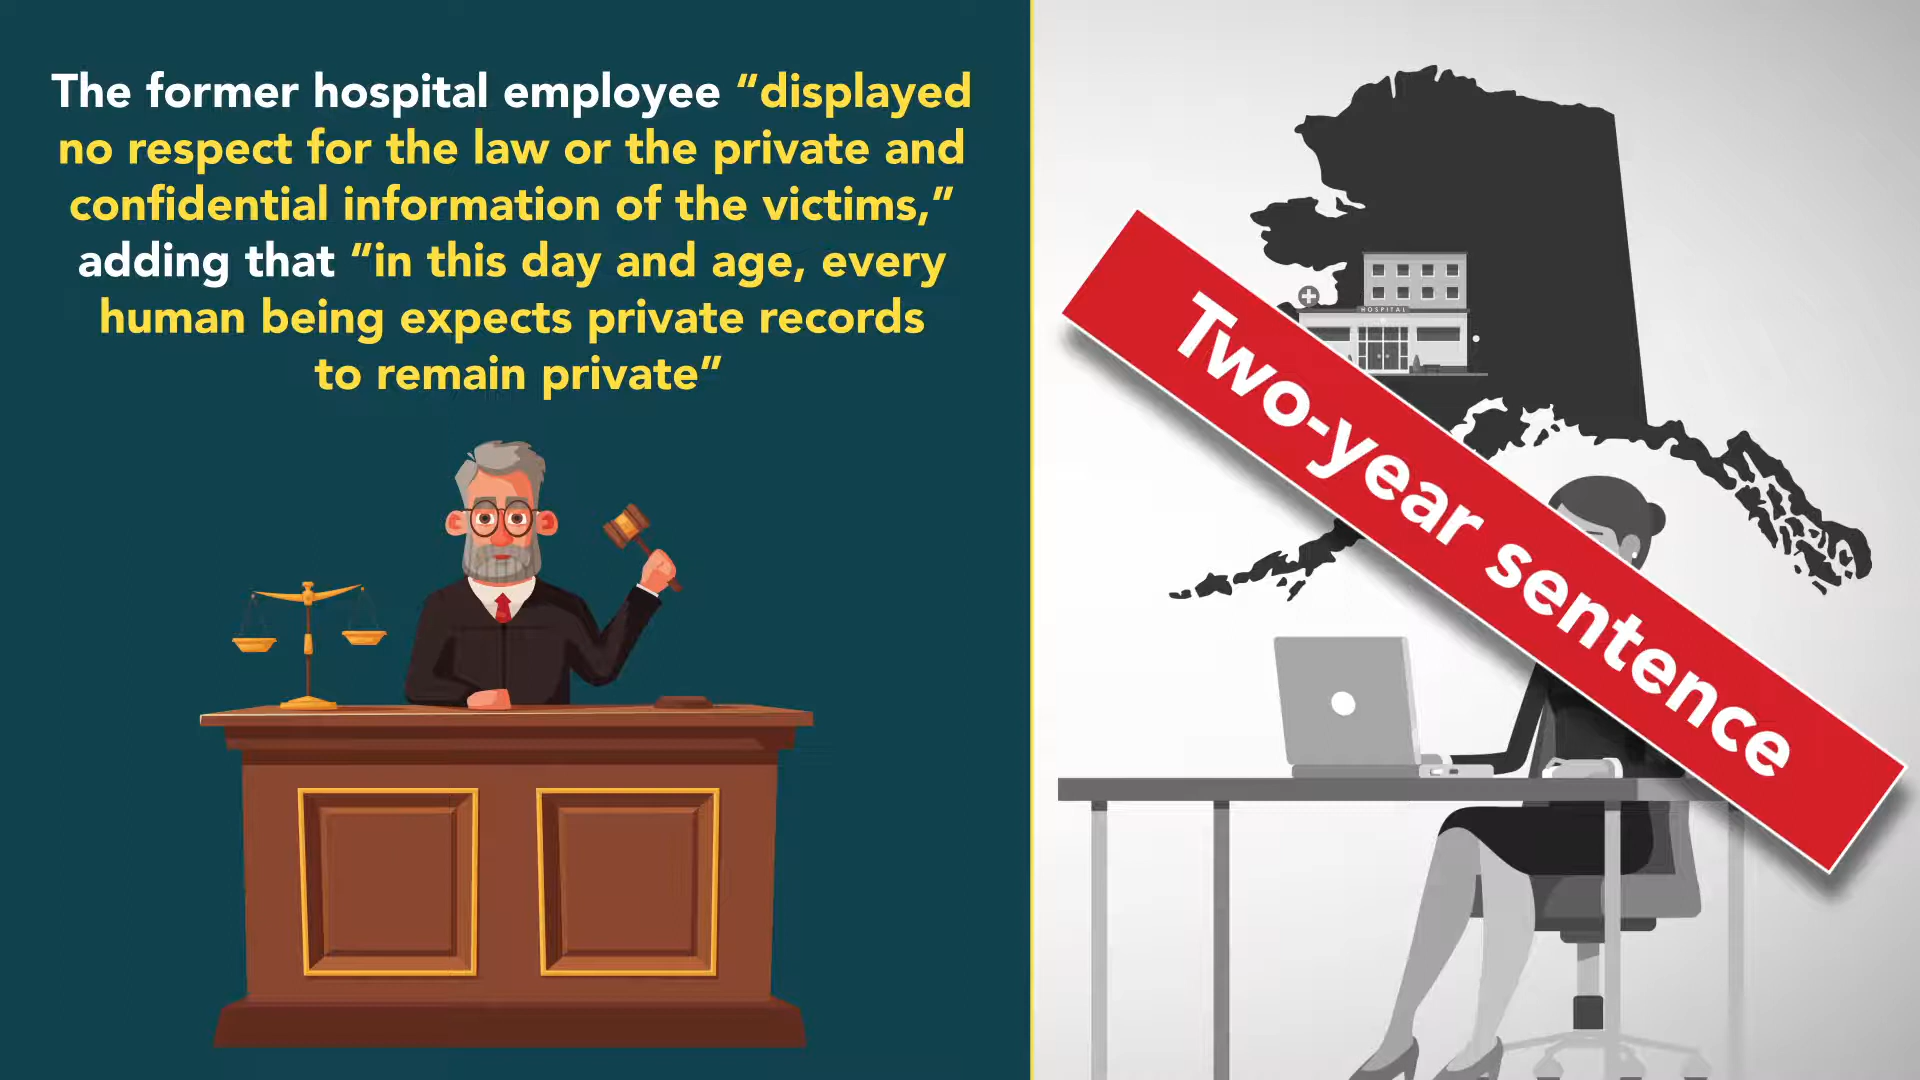 The former hospital employee “displayed
no respect for the law or the private and
confidential information of the victims,”
adding that “in this day and age, every
human being expects private records
to remain private”
HOSPITAL
Two-year sentence